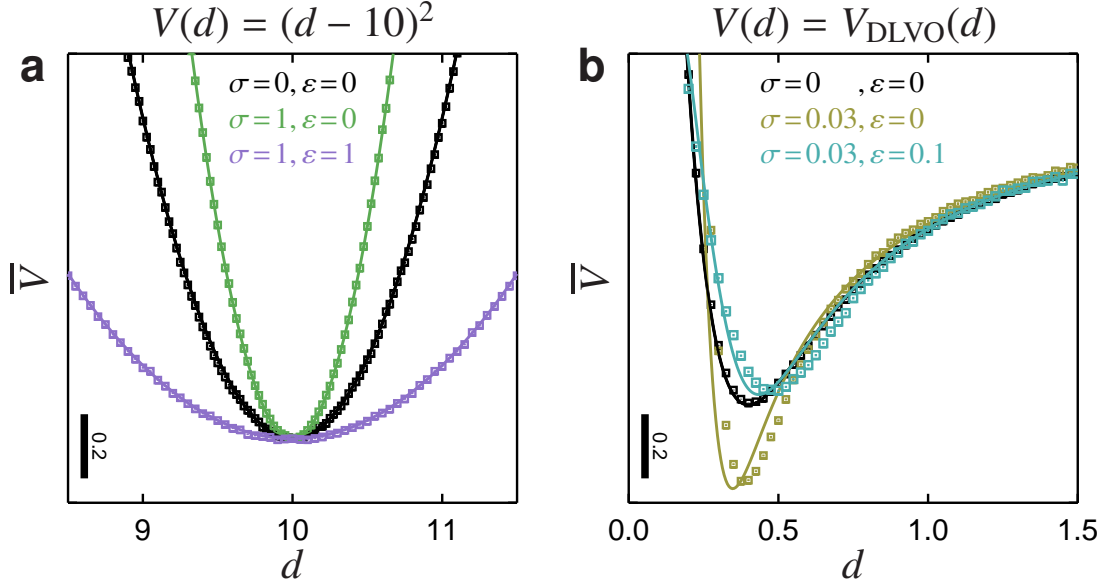 V(d) = (d − 10)²
a
σ=0, ε=0
σ=1, ε=0
σ=1, ε=1
V̅
0.2
9
10
11
d
V(d) = V_DLVO(d)
b
σ=0 , ε=0
σ=0.03, ε=0
σ=0.03, ε=0.1
V̅
0.2
0.0
0.5
1.0
1.5
d